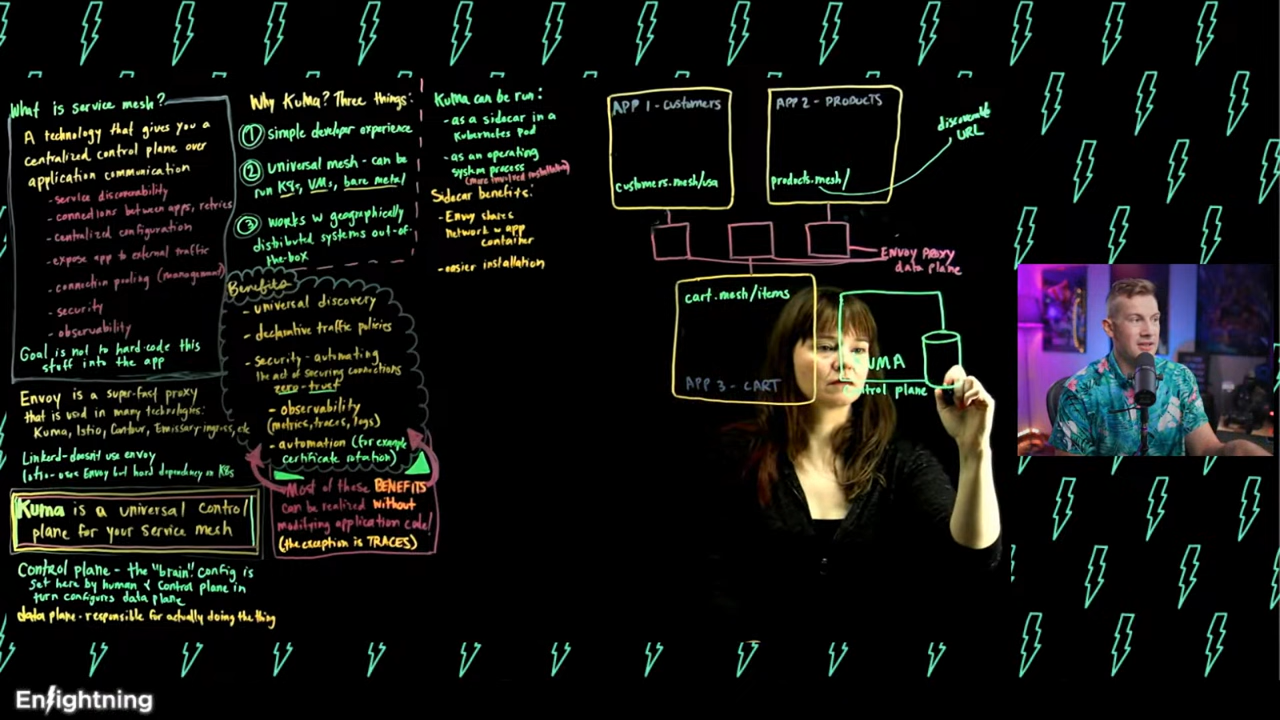 What is service mesh?
A technology that gives you a
centralized control plane over
application communication
- service discoverability
- connections between apps, retries
- centralized configuration
- expose app to external traffic
- connection pooling (management)
- security
- observability
Goal is not to hard-code this
stuff into the app
Envoy is a super-fast proxy
that is used in many technologies:
Kuma, Istio, Contour, Emissary-ingress, etc
Linkerd-doesn't use envoy
Istio-uses Envoy but hard dependency on K8s
Kuma is a universal control
plane for your service mesh
Control plane - the "brain". Config is
set here by human & control plane in
turn configures data plane
data plane - responsible for actually doing the thing
Why Kuma? Three things:
1 simple developer experience
2 universal mesh - can be
run K8s, VMs, bare metal
3 works w geographically
distributed systems out-of-
the-box
Benefits
- universal discovery
- declarative traffic policies
- security - automating
the act of securing connections
zero-trust
- observability
(metrics, traces, logs)
- automation (for example
certificate rotation)
Most of these BENEFITS
can be realized without
modifying application code!
(the exception is TRACES)
Kuma can be run:
- as a sidecar in a
Kubernetes Pod
- as an operating
system process
(more involved installation)
Sidecar benefits:
- Envoy shares
Network w app
container
- easier installation
APP 1 - customers
customers.mesh/usa
APP 2 - PRODUCTS
products.mesh/
discoverable
URL
ENVOY PROXY
data plane
cart.mesh/items
APP 3 - CART
KUMA
control plane
Enlightning